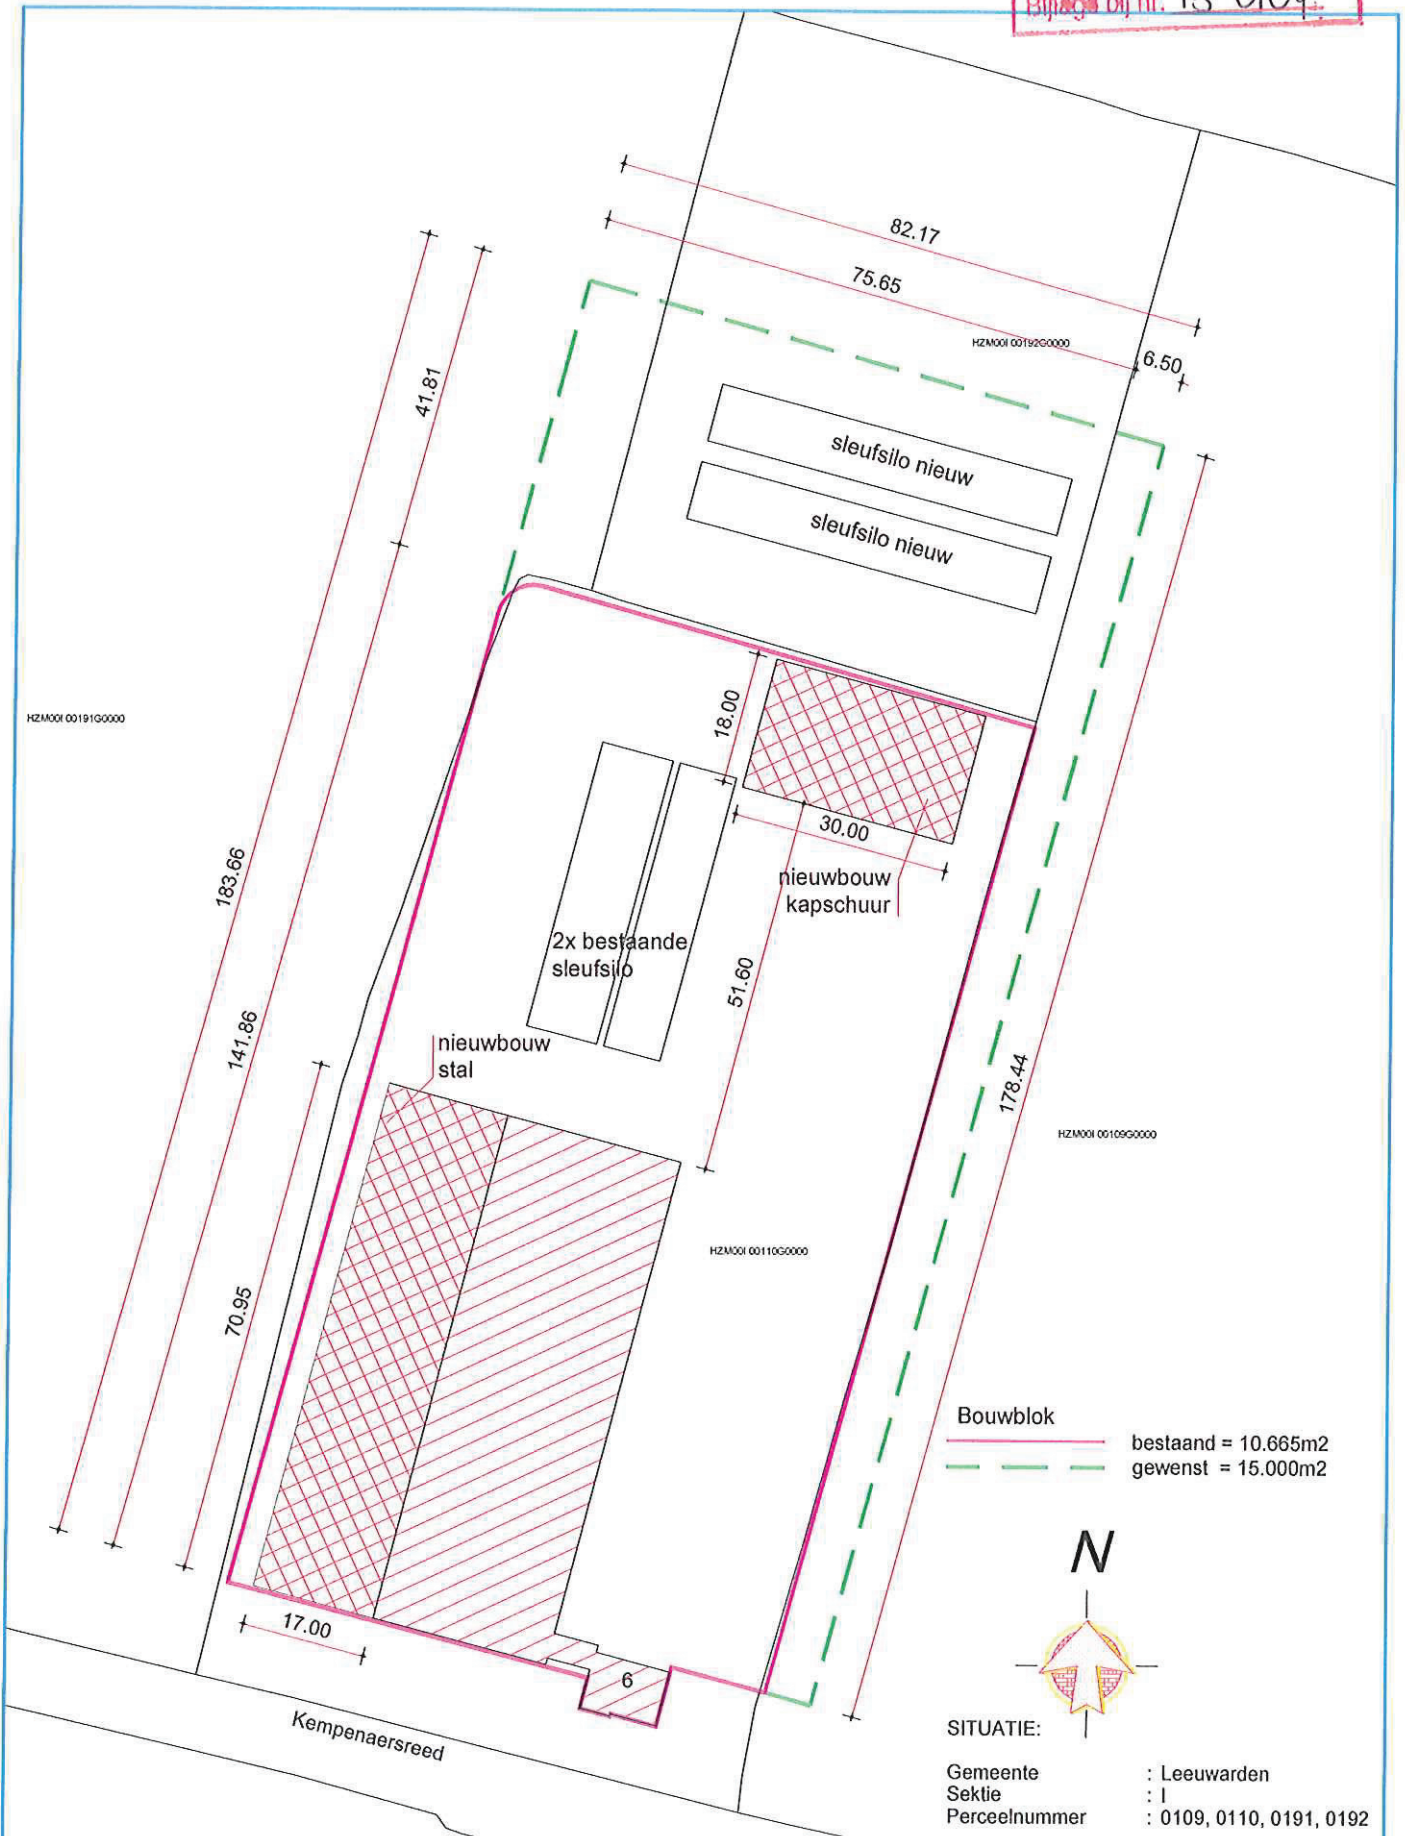 Bijlage bij nr.
82.17
75.65
HZM00I 00192G0000
6.50
41.81
sleufsilo nieuw
sleufsilo nieuw
HZM00I 00191G0000
18.00
30.00
nieuwbouw
kapschuur
183.66
2x bestaande
sleufsilo
51.60
141.86
nieuwbouw
stal
178.44
HZM00I 00109G0000
HZM00I 00110G0000
70.95
Bouwblok
bestaand = 10.665m2
gewenst = 15.000m2
N
17.00
6
Kempenaersreed
SITUATIE:
Gemeente : Leeuwarden
Sektie : I
Perceelnummer : 0109, 0110, 0191, 0192